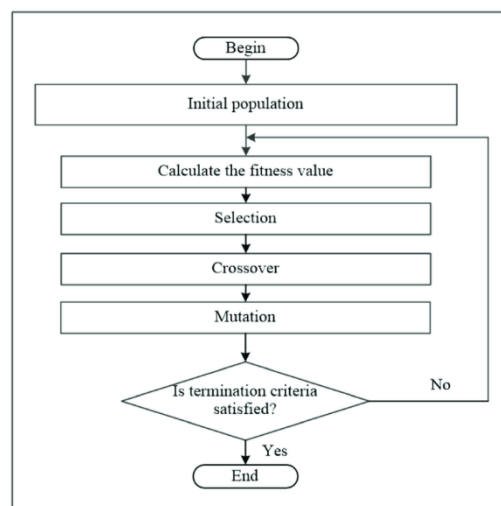 Begin
Initial population
Calculate the fitness value
Selection
Crossover
Mutation
Is termination criteria
satisfied?
No
Yes
End